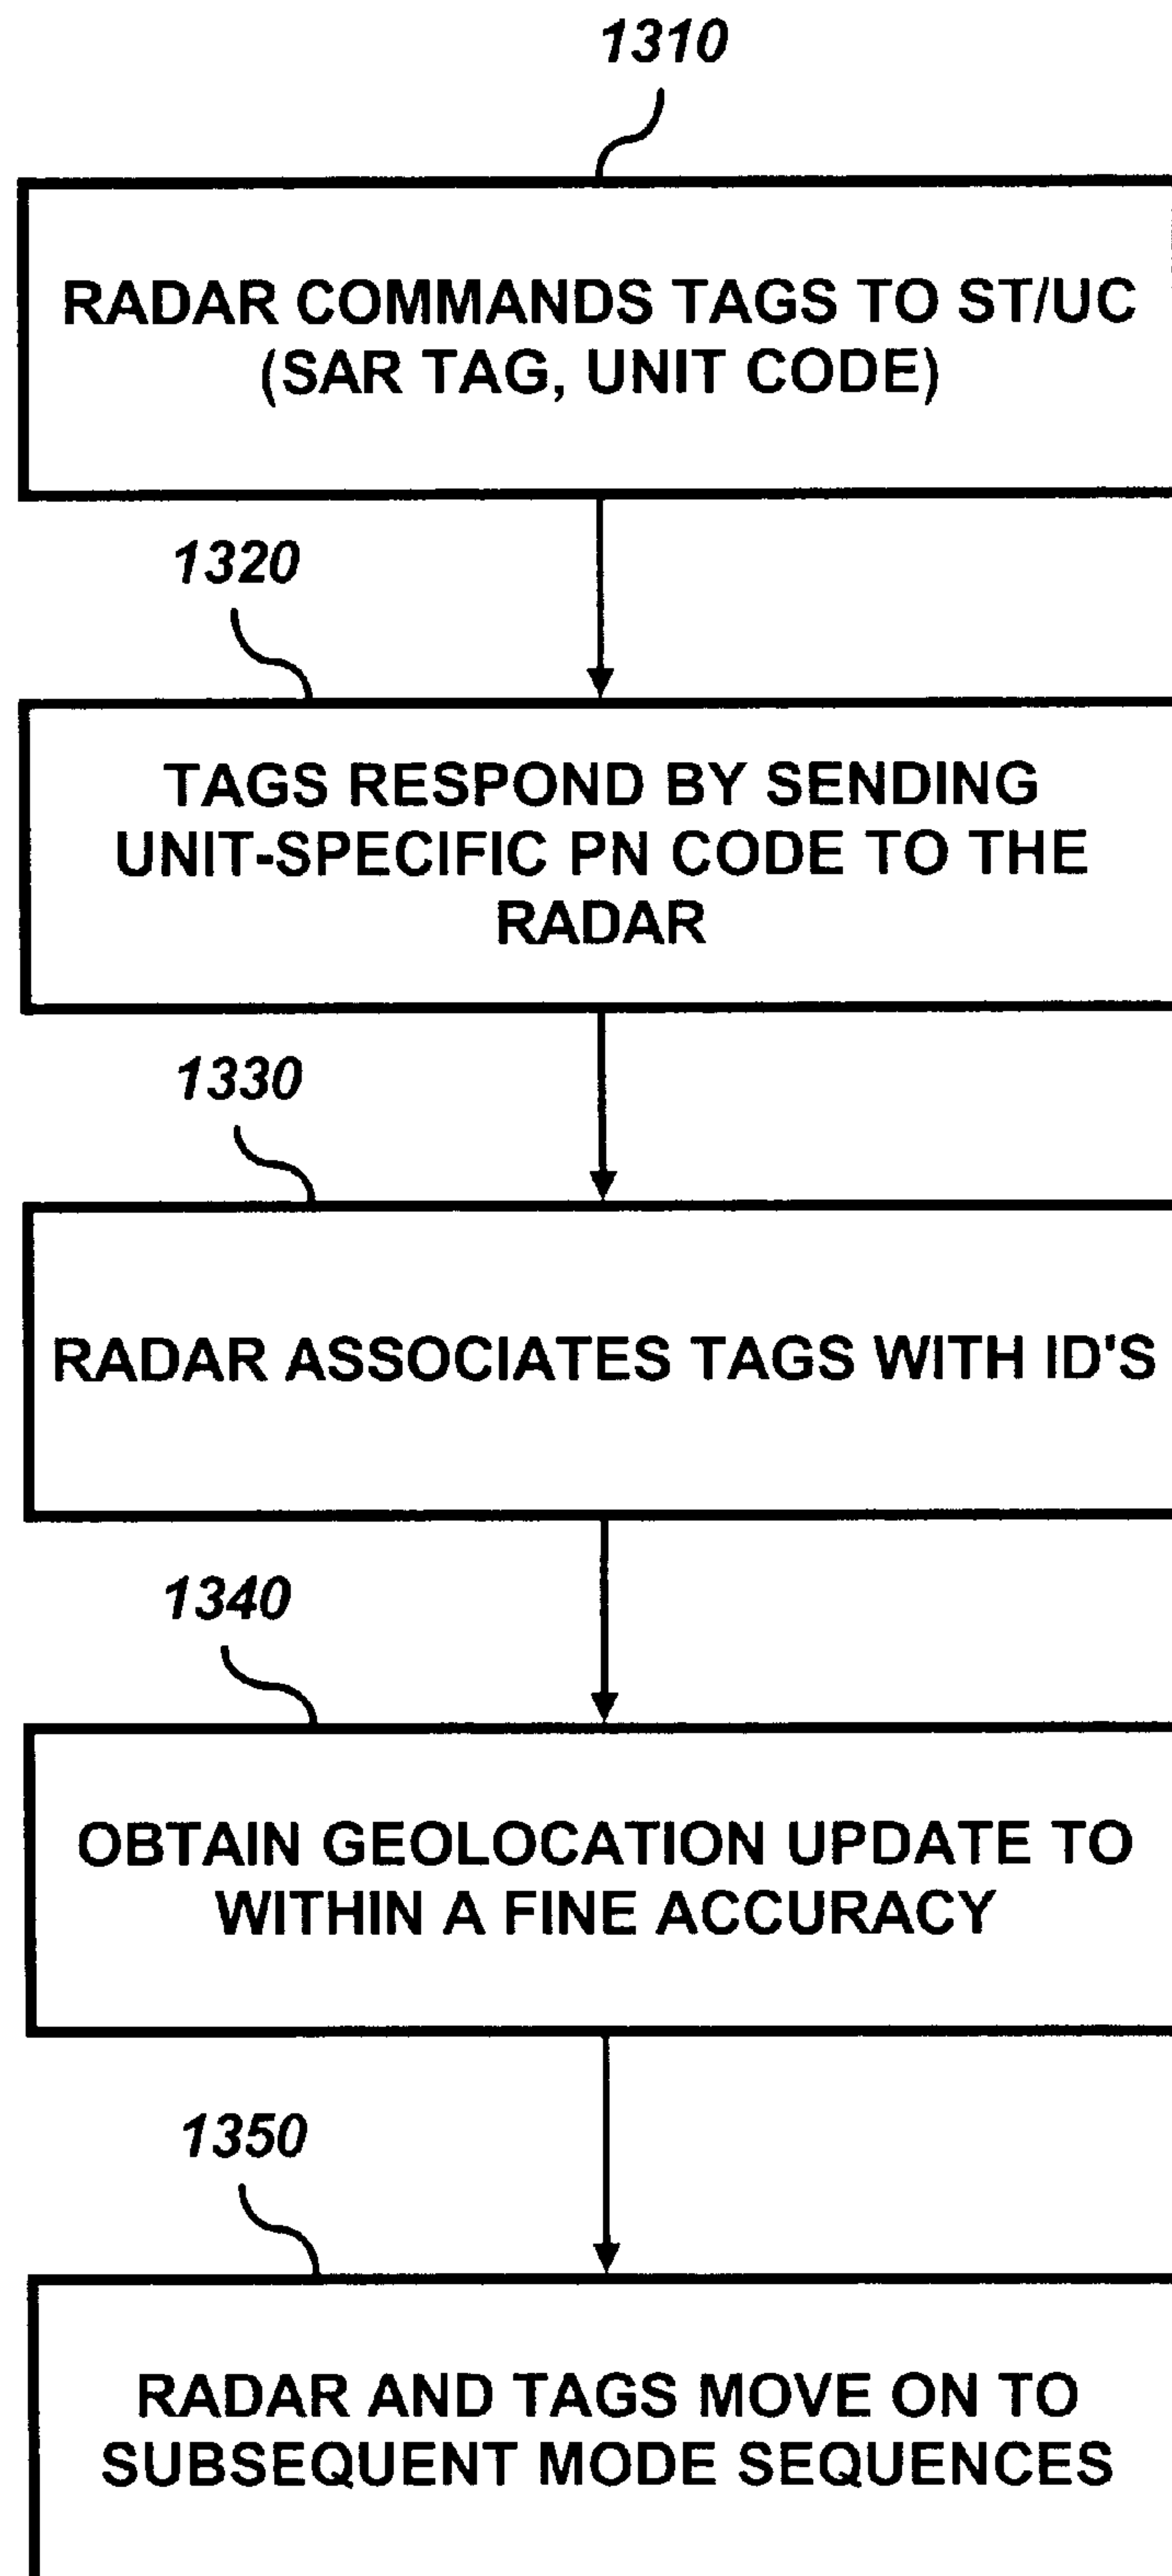 1310
RADAR COMMANDS TAGS TO ST/UC
(SAR TAG, UNIT CODE)
1320
TAGS RESPOND BY SENDING
UNIT-SPECIFIC PN CODE TO THE
RADAR
1330
RADAR ASSOCIATES TAGS WITH ID'S
1340
OBTAIN GEOLOCATION UPDATE TO
WITHIN A FINE ACCURACY
1350
RADAR AND TAGS MOVE ON TO
SUBSEQUENT MODE SEQUENCES